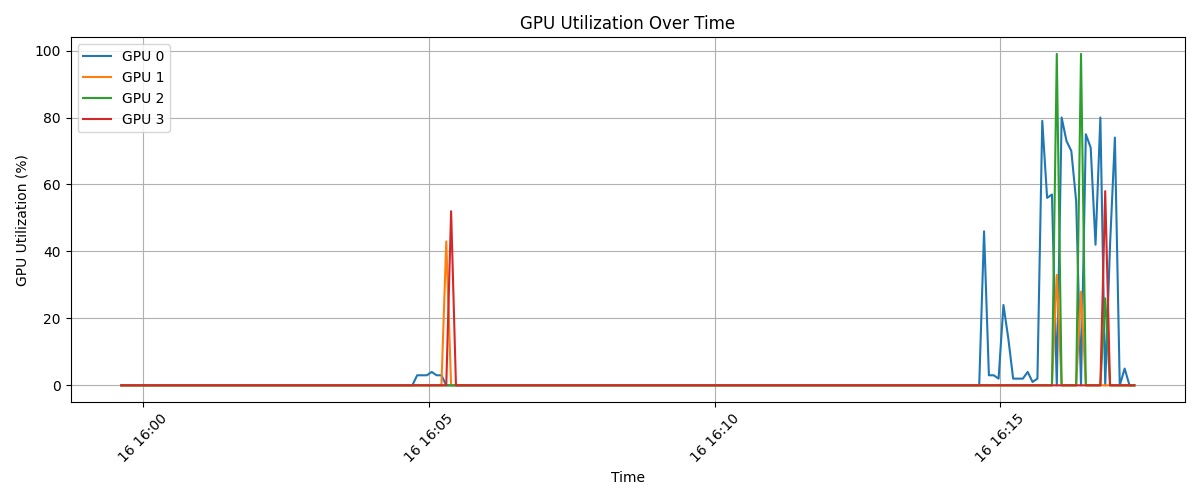 GPU Utilization Over Time
GPU Utilization (%)
100
80
60
40
20
0
GPU 0
GPU 1
GPU 2
GPU 3
16 16:00
16 16:05
16 16:10
16 16:15
Time